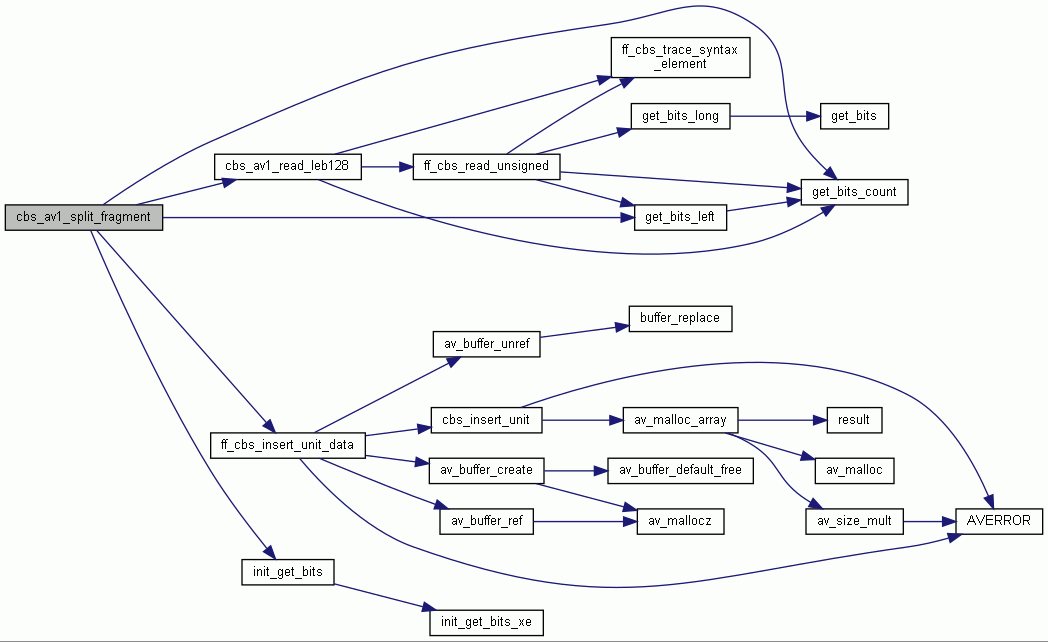 ff_cbs_trace_syntax
_element
get_bits_long
get_bits
cbs_av1_read_leb128
ff_cbs_read_unsigned
get_bits_count
cbs_av1_split_fragment
get_bits_left
buffer_replace
av_buffer_unref
cbs_insert_unit
av_malloc_array
result
ff_cbs_insert_unit_data
av_buffer_create
av_buffer_default_free
av_malloc
av_buffer_ref
av_mallocz
av_size_mult
AVERROR
init_get_bits
init_get_bits_xe